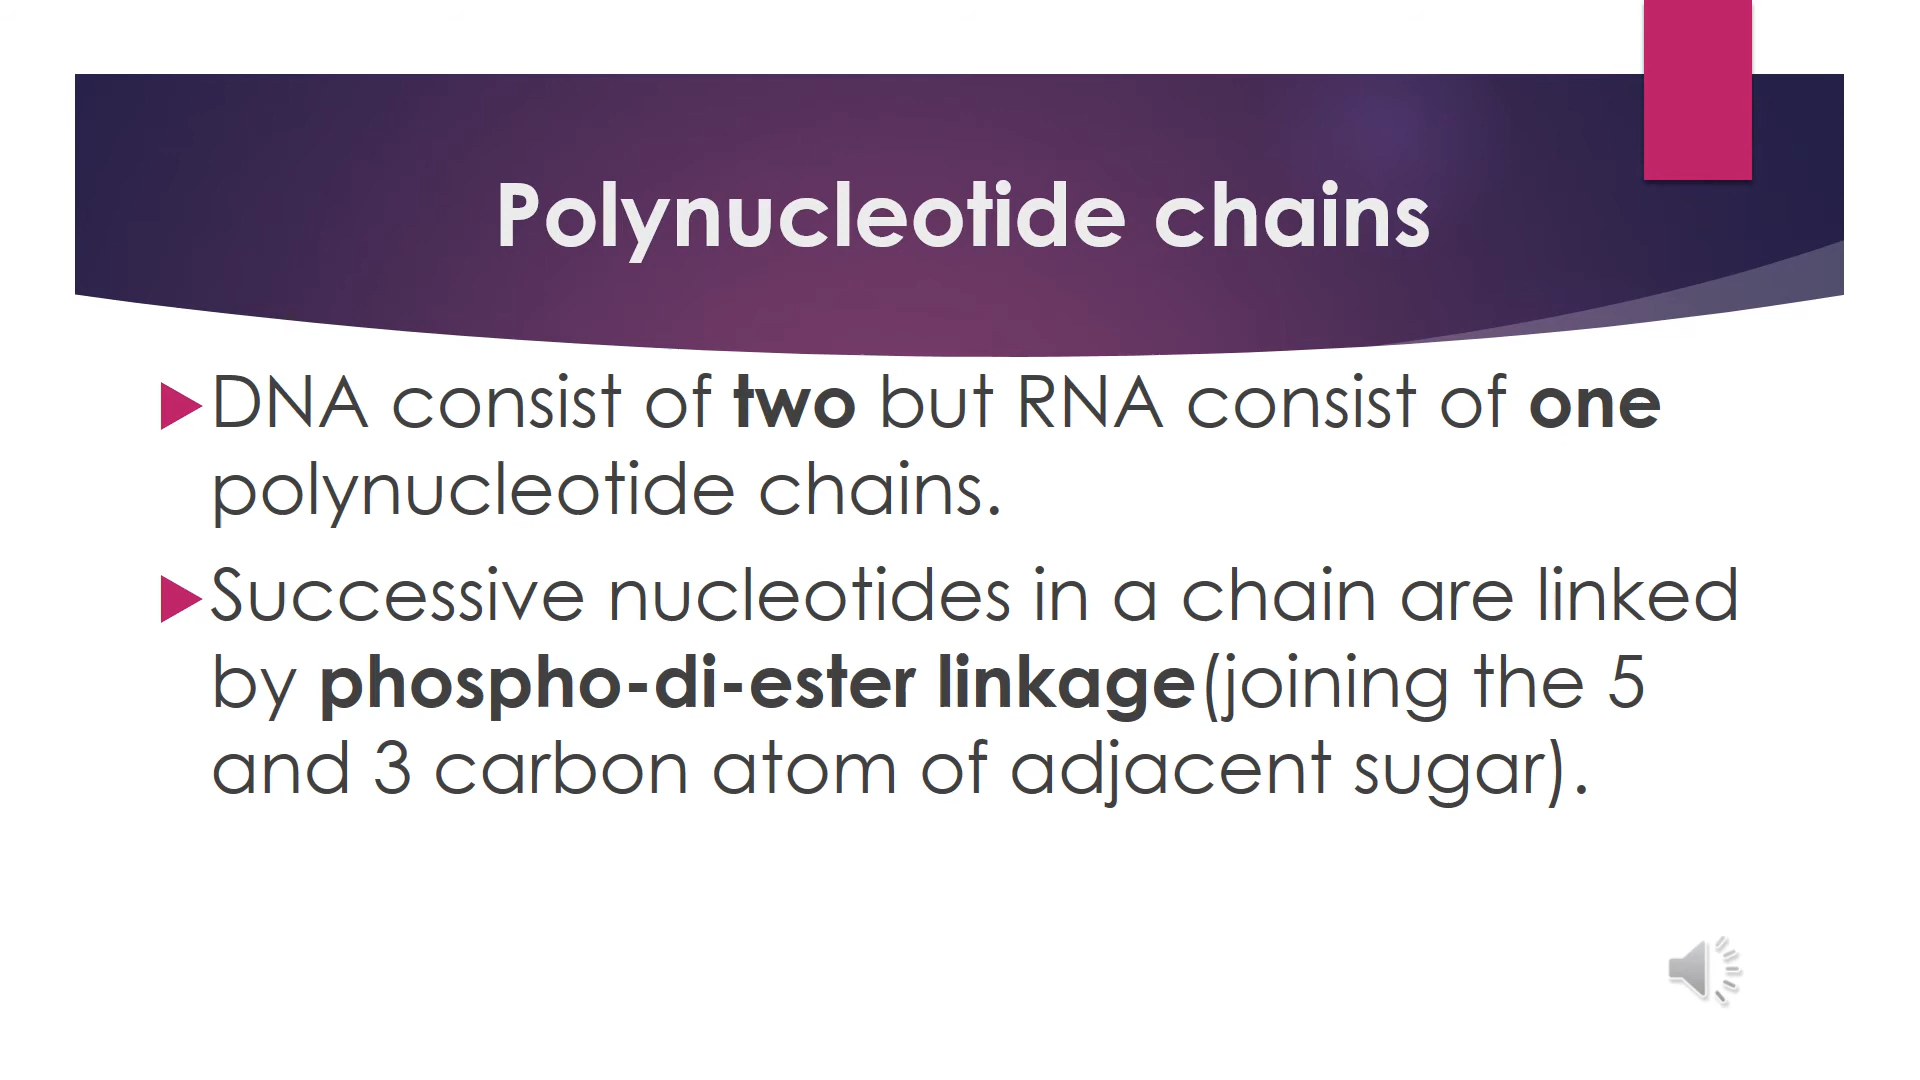 Polynucleotide chains
DNA consist of two but RNA consist of one
polynucleotide chains.
Successive nucleotides in a chain are linked
by phospho-di-ester linkage(joining the 5
and 3 carbon atom of adjacent sugar).